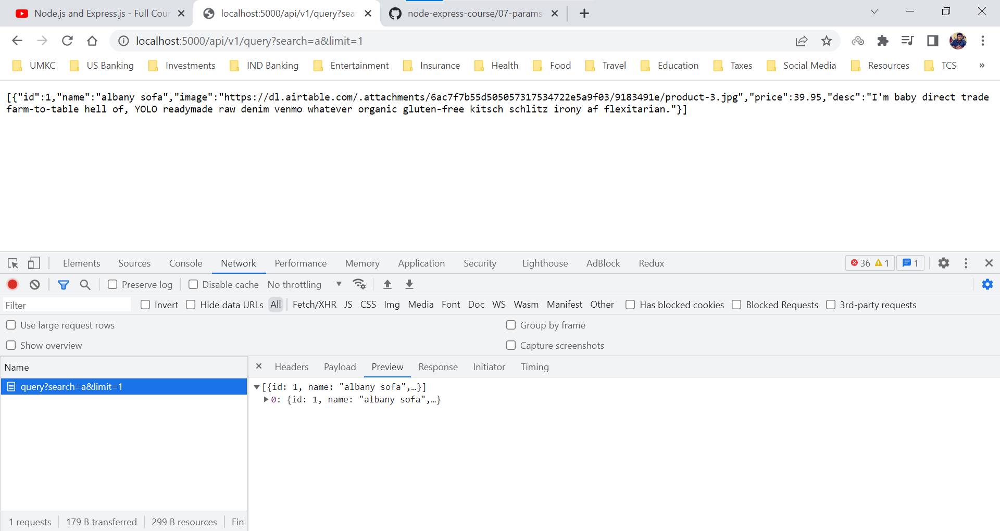 Node.js and Express.js - Full Cour
localhost:5000/api/v1/query?sear
node-express-course/07-params-
localhost:5000/api/v1/query?search=a&limit=1
UMKC US Banking Investments IND Banking Entertainment Insurance Health Food Travel Education Taxes Social Media Resources TCS »
[{"id":1,"name":"albany sofa","image":"https://dl.airtable.com/.attachments/6ac7f7b55d505057317534722e5a9f03/9183491e/product-3.jpg","price":39.95,"desc":"I'm baby direct trade
farm-to-table hell of, YOLO readymade raw denim venmo whatever organic gluten-free kitsch schlitz irony af flexitarian."}]
Elements Sources Console Network Performance Memory Application Security Lighthouse AdBlock Redux 36 1 1
Preserve log Disable cache No throttling
Filter Invert Hide data URLs All Fetch/XHR JS CSS Img Media Font Doc WS Wasm Manifest Other Has blocked cookies Blocked Requests 3rd-party requests
Use large request rows Group by frame
Show overview Capture screenshots
Name Headers Payload Preview Response Initiator Timing
query?search=a&limit=1 [{id: 1, name: "albany sofa",…}]
0: {id: 1, name: "albany sofa",…}
1 requests 179 B transferred 299 B resources Fini